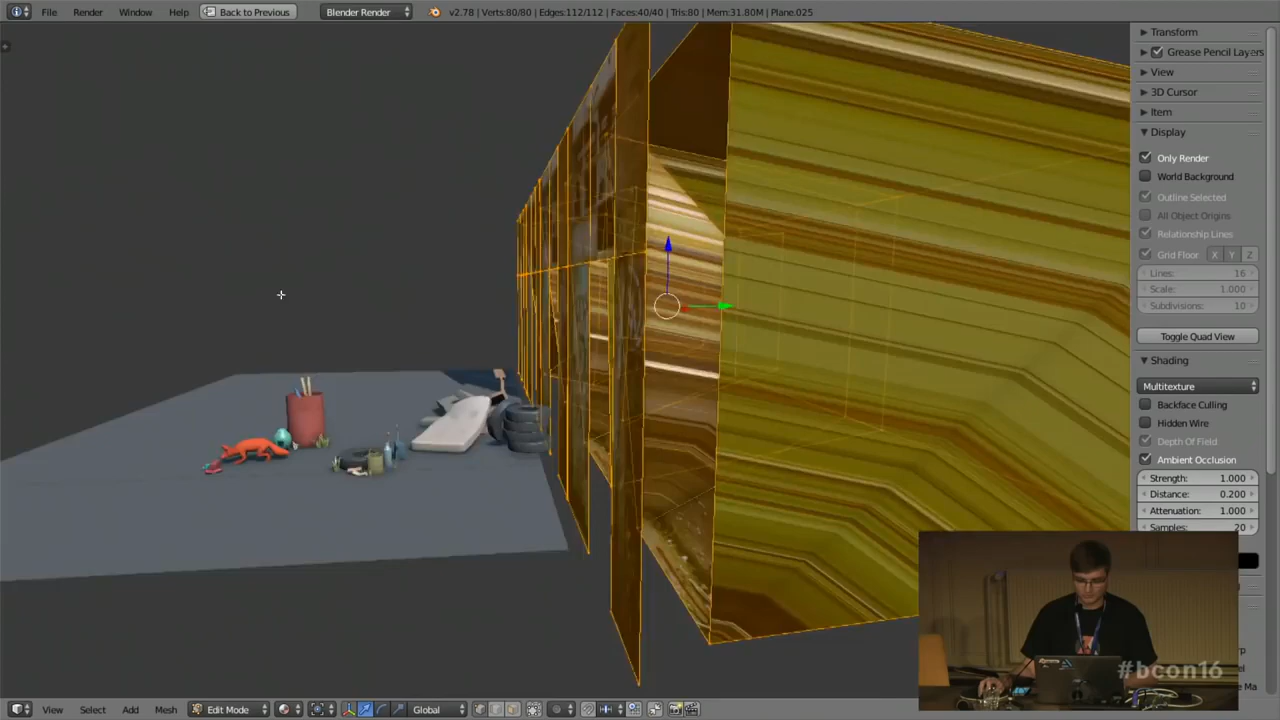 File Render Window Help Back to Previous Blender Render v2.78 | Verts:80/80 | Edges:112/112 | Faces:40/40 | Tris:80 | Mem:31.80M | Plane.025
Transform
Grease Pencil Layers
View
3D Cursor
Item
Display
Only Render
World Background
Outline Selected
All Object Origins
Relationship Lines
Grid Floor X Y Z
Lines: 16
Scale: 1.000
Subdivisions: 10
Toggle Quad View
Shading
Multitexture
Backface Culling
Hidden Wire
Depth Of Field
Ambient Occlusion
Strength: 1.000
Distance: 0.200
Attenuation: 1.000
Samples: 20
#bcon16
View Select Add Mesh Edit Mode Global